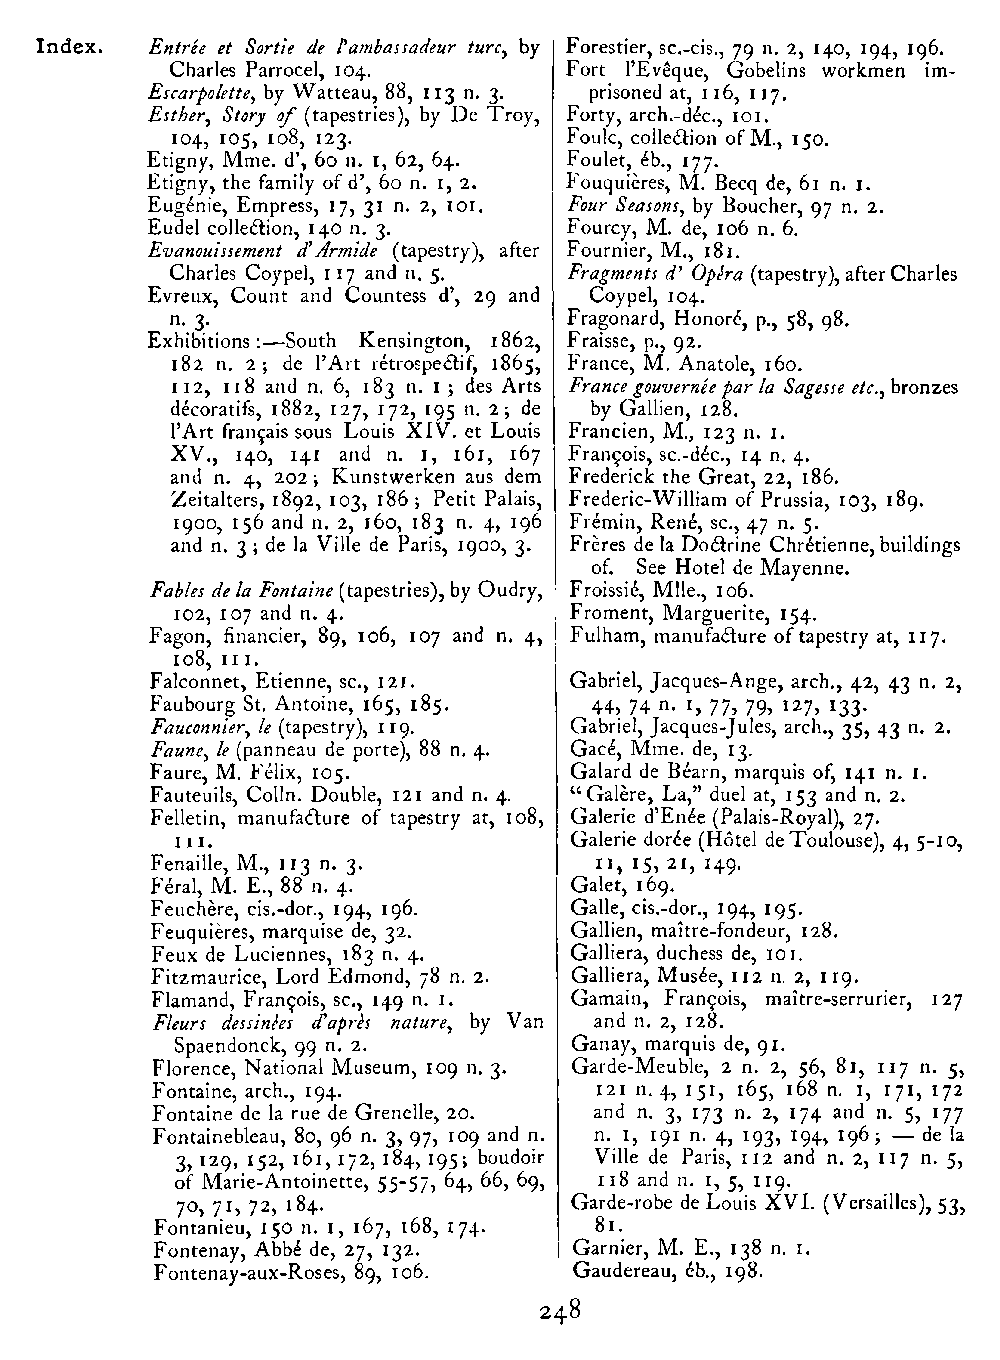 Index.
Entrée et Sortie de l'ambassadeur turc, by
Charles Parrocel, 104.
Escarpolette, by Watteau, 88, 113 n. 3.
Esther, Story of (tapestries), by De Troy,
104, 105, 108, 123.
Etigny, Mme. d', 60 n. 1, 62, 64.
Etigny, the family of d', 60 n. 1, 2.
Eugénie, Empress, 17, 31 n. 2, 101.
Eudel collection, 140 n. 3.
Evanouissement d'Armide (tapestry), after
Charles Coypel, 117 and n. 5.
Evreux, Count and Countess d', 29 and
n. 3.
Exhibitions:—South Kensington, 1862,
182 n. 2; de l'Art rétrospectif, 1865,
112, 118 and n. 6, 183 n. 1; des Arts
décoratifs, 1882, 127, 172, 195 n. 2; de
l'Art français sous Louis XIV. et Louis
XV., 140, 141 and n. 1, 161, 167
and n. 4, 202; Kunstwerken aus dem
Zeitalters, 1892, 103, 186; Petit Palais,
1900, 156 and n. 2, 160, 183 n. 4, 196
and n. 3; de la Ville de Paris, 1900, 3.
Fables de la Fontaine (tapestries), by Oudry,
102, 107 and n. 4.
Fagon, financier, 89, 106, 107 and n. 4,
108, 111.
Falconnet, Etienne, sc., 121.
Faubourg St. Antoine, 165, 185.
Fauconnier, le (tapestry), 119.
Faune, le (panneau de porte), 88 n. 4.
Faure, M. Félix, 105.
Fauteuils, Colln. Double, 121 and n. 4.
Felletin, manufacture of tapestry at, 108,
111.
Fenaille, M., 113 n. 3.
Féral, M. E., 88 n. 4.
Feuchère, cis.-dor., 194, 196.
Feuquières, marquise de, 32.
Feux de Luciennes, 183 n. 4.
Fitzmaurice, Lord Edmond, 78 n. 2.
Flamand, François, sc., 149 n. 1.
Fleurs dessinées d'après nature, by Van
Spaendonck, 99 n. 2.
Florence, National Museum, 109 n. 3.
Fontaine, arch., 194.
Fontaine de la rue de Grenelle, 20.
Fontainebleau, 80, 96 n. 3, 97, 109 and n.
3, 129, 152, 161, 172, 184, 195; boudoir
of Marie-Antoinette, 55-57, 64, 66, 69,
70, 71, 72, 184.
Fontanieu, 150 n. 1, 167, 168, 174.
Fontenay, Abbé de, 27, 132.
Fontenay-aux-Roses, 89, 106.
Forestier, sc.-cis., 79 n. 2, 140, 194, 196.
Fort l'Evêque, Gobelins workmen im-
prisoned at, 116, 117.
Forty, arch.-déc., 101.
Foulc, collection of M., 150.
Foulet, éb., 177.
Fouquières, M. Becq de, 61 n. 1.
Four Seasons, by Boucher, 97 n. 2.
Fourcy, M. de, 106 n. 6.
Fournier, M., 181.
Fragments d' Opéra (tapestry), after Charles
Coypel, 104.
Fragonard, Honoré, p., 58, 98.
Fraisse, p., 92.
France, M. Anatole, 160.
France gouvernée par la Sagesse etc., bronzes
by Gallien, 128.
Francien, M., 123 n. 1.
François, sc.-déc., 14 n. 4.
Frederick the Great, 22, 186.
Frederic-William of Prussia, 103, 189.
Frémin, René, sc., 47 n. 5.
Frères de la Doctrine Chrétienne, buildings
of. See Hotel de Mayenne.
Froissié, Mlle., 106.
Froment, Marguerite, 154.
Fulham, manufacture of tapestry at, 117.
Gabriel, Jacques-Ange, arch., 42, 43 n. 2,
44, 74 n. 1, 77, 79, 127, 133.
Gabriel, Jacques-Jules, arch., 35, 43 n. 2.
Gacé, Mme. de, 13.
Galard de Béarn, marquis of, 141 n. 1.
"Galère, La," duel at, 153 and n. 2.
Galerie d'Enée (Palais-Royal), 27.
Galerie dorée (Hôtel de Toulouse), 4, 5-10,
11, 15, 21, 149.
Galet, 169.
Galle, cis.-dor., 194, 195.
Gallien, maître-fondeur, 128.
Galliera, duchess de, 101.
Galliera, Musée, 112 n. 2, 119.
Gamain, François, maître-serrurier, 127
and n. 2, 128.
Ganay, marquis de, 91.
Garde-Meuble, 2 n. 2, 56, 81, 117 n. 5,
121 n. 4, 151, 165, 168 n. 1, 171, 172
and n. 3, 173 n. 2, 174 and n. 5, 177
n. 1, 191 n. 4, 193, 194, 196; — de la
Ville de Paris, 112 and n. 2, 117 n. 5,
118 and n. 1, 5, 119.
Garde-robe de Louis XVI. (Versailles), 53,
81.
Garnier, M. E., 138 n. 1.
Gaudereau, éb., 198.
248